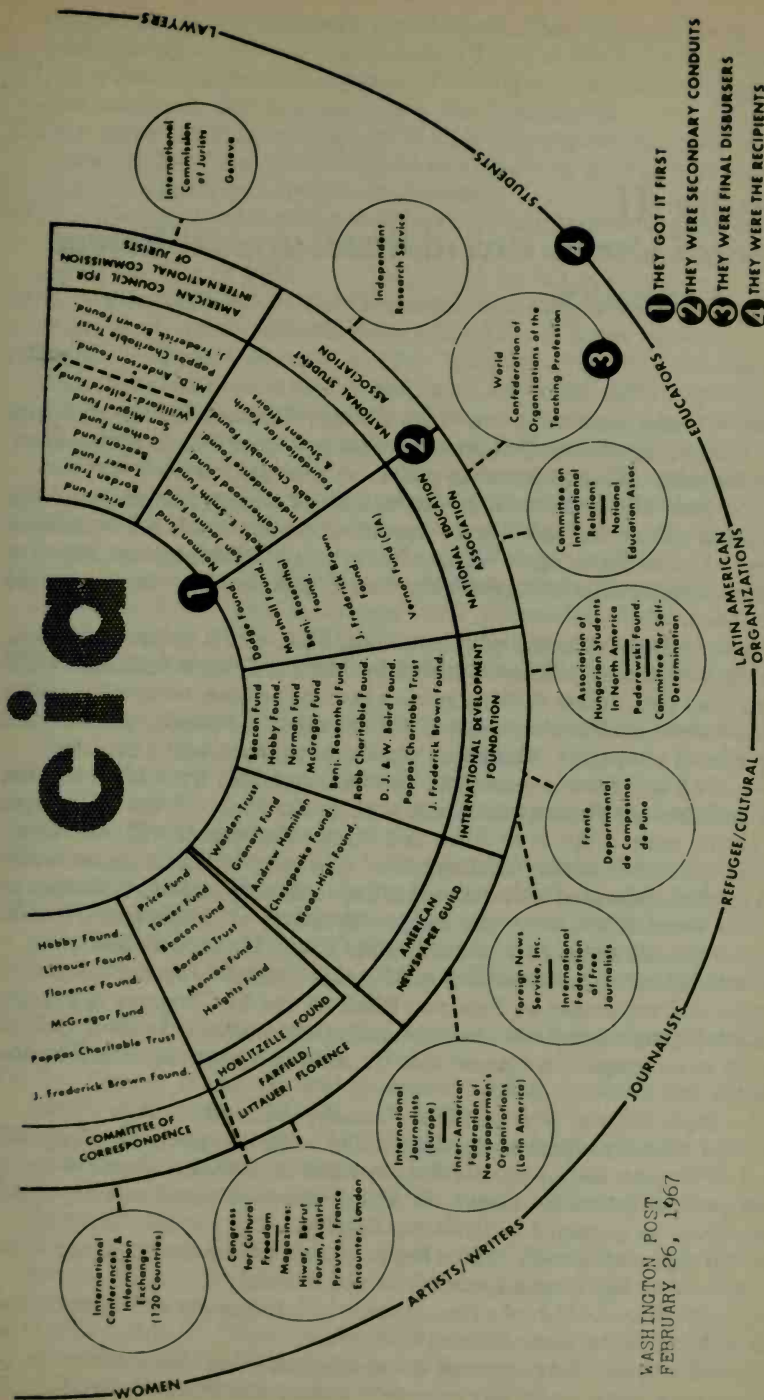 cia
LAWYERS
STUDENTS
EDUCATORS
LATIN AMERICAN
ORGANIZATIONS
REFUGEE/CULTURAL
JOURNALISTS
ARTISTS/WRITERS
WOMEN
1 THEY GOT IT FIRST
2 THEY WERE SECONDARY CONDUITS
3 THEY WERE FINAL DISBURSERS
4 THEY WERE THE RECIPIENTS
1
2
3
4
Price Fund
Borden Trust
Tower Fund
Beacon Fund
Gotham Fund
San Miguel Fund
Williford-Telford Fund
M. D. Anderson Found.
Pappas Charitable Trust
J. Frederick Brown Found.
AMERICAN COUNCIL FOR
INTERNATIONAL COMMISSION
OF JURISTS
International
Commission
of Jurists
Geneva
Norman Fund
San Jacinto Fund
Robt. E. Smith Fund
Catherwood Found.
Independence Found.
Rabb Charitable Found
Foundation for Youth
& Student Affairs
NATIONAL STUDENT
ASSOCIATION
Independent
Research Service
Dodge Found.
Marshall Found.
Benj. Rosenthal
Found.
J. Frederick Brown
Found.
Vernon Fund (CIA)
NATIONAL EDUCATION
ASSOCIATION
World
Confederation of
Organisations of the
Teaching Profession
Committee on
International
Relations
National
Education Assoc.
Beacon Fund
Hobby Found.
Norman Fund
McGregor Fund
Benj. Rosenthal Fund
Rabb Charitable Found.
D. J. & W. Baird Found.
Pappas Charitable Trust
J. Frederick Brown Found.
INTERNATIONAL DEVELOPMENT
FOUNDATION
Association of
Hungarian Students
In North America
Paderewski Found.
Committee for Self-
Determination
Frente
Departmental
de Campesinos
de Puno
Foreign News
Service, Inc.
International
Federation
of Free
Journalists
Warden Trust
Granary Fund
Andrew Hamilton
Chesapeake Found.
Broad-High Found.
AMERICAN
NEWSPAPER GUILD
International
Journalists
(Europe)
Inter-American
Federation of
Newspapermen's
Organizations
(Latin America)
Price Fund
Tower Fund
Beacon Fund
Borden Trust
Monroe Fund
Heights Fund
HOBLITZELLE FOUND
FARFIELD/
LITTAUER/ FLORENCE
Congress
for Cultural
Freedom
Magazines:
Hiwar, Beirut
Forum, Austria
Preuves, France
Encounter, London
Hobby Found.
Littauer Found.
Florence Found.
McGregor Fund
Pappas Charitable Trust
J. Frederick Brown Found.
COMMITTEE OF
CORRESPONDENCE
International
Conferences &
Information
Exchange
(120 Countries)
WASHINGTON POST
FEBRUARY 26, 1967